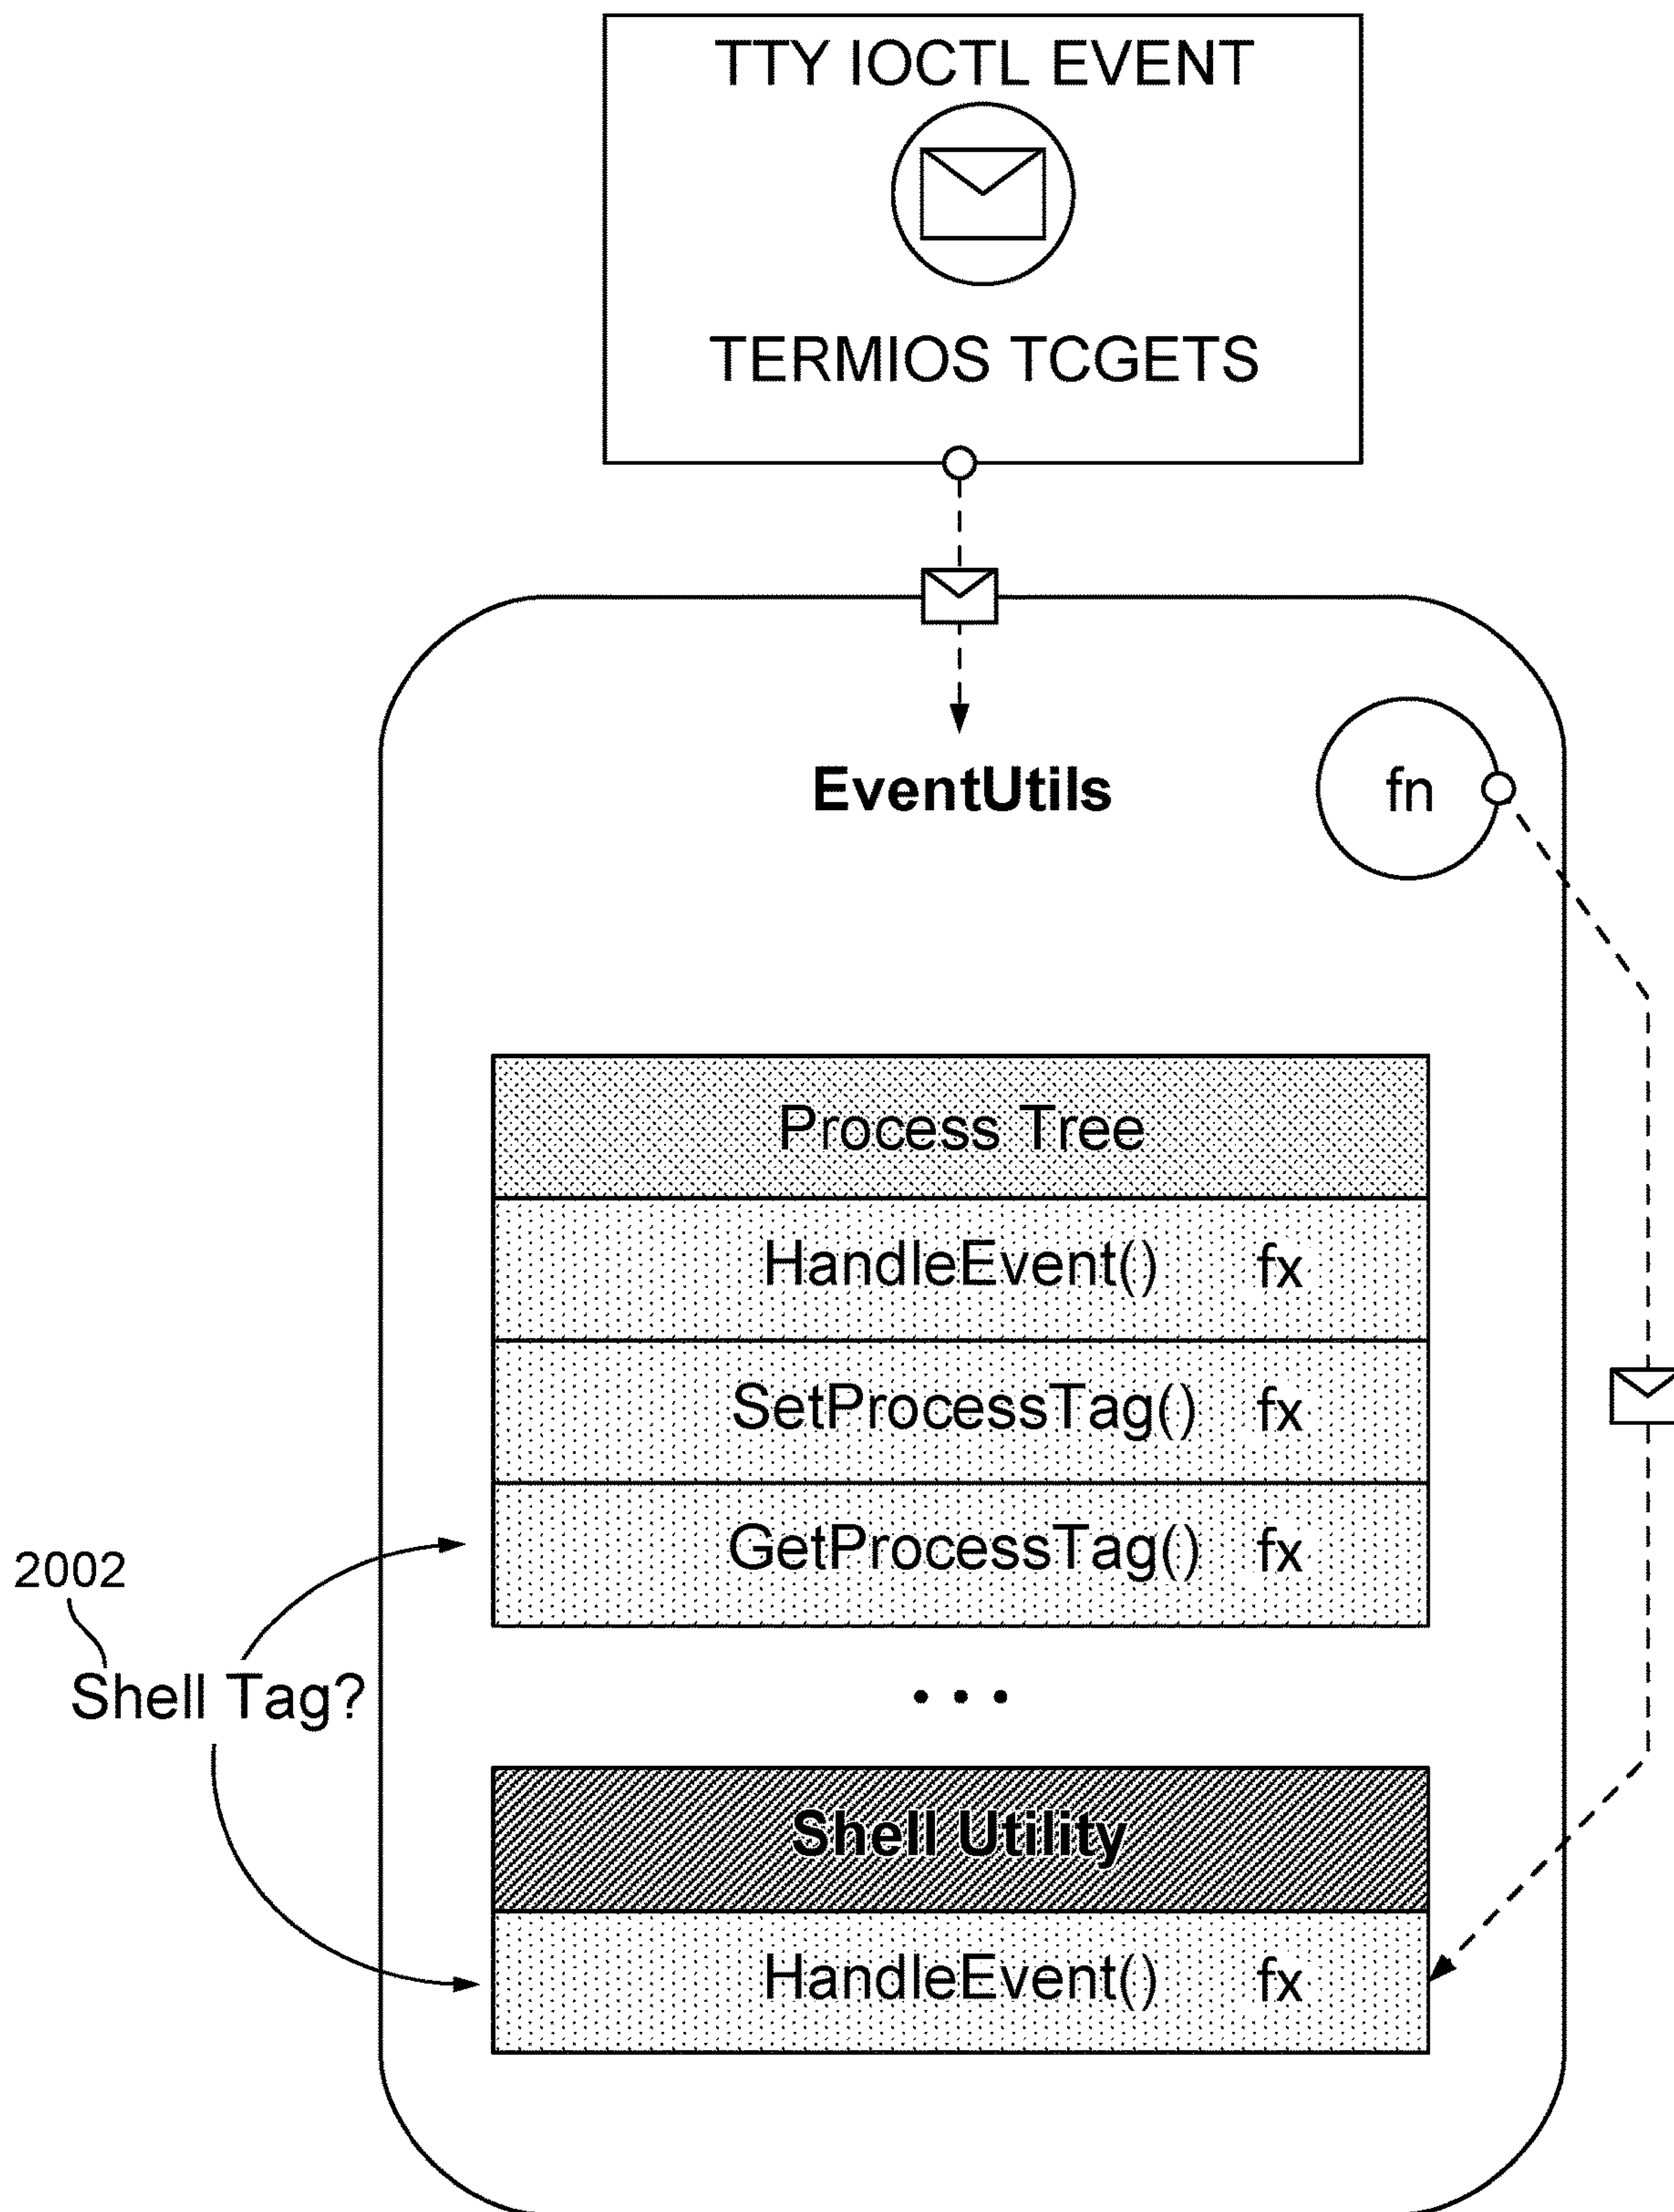 TTY IOCTL EVENT
TERMIOS TCGETS
EventUtils
fn
Process Tree
HandleEvent() fx
SetProcessTag() fx
GetProcessTag() fx
2002
Shell Tag?
...
Shell Utility
HandleEvent() fx